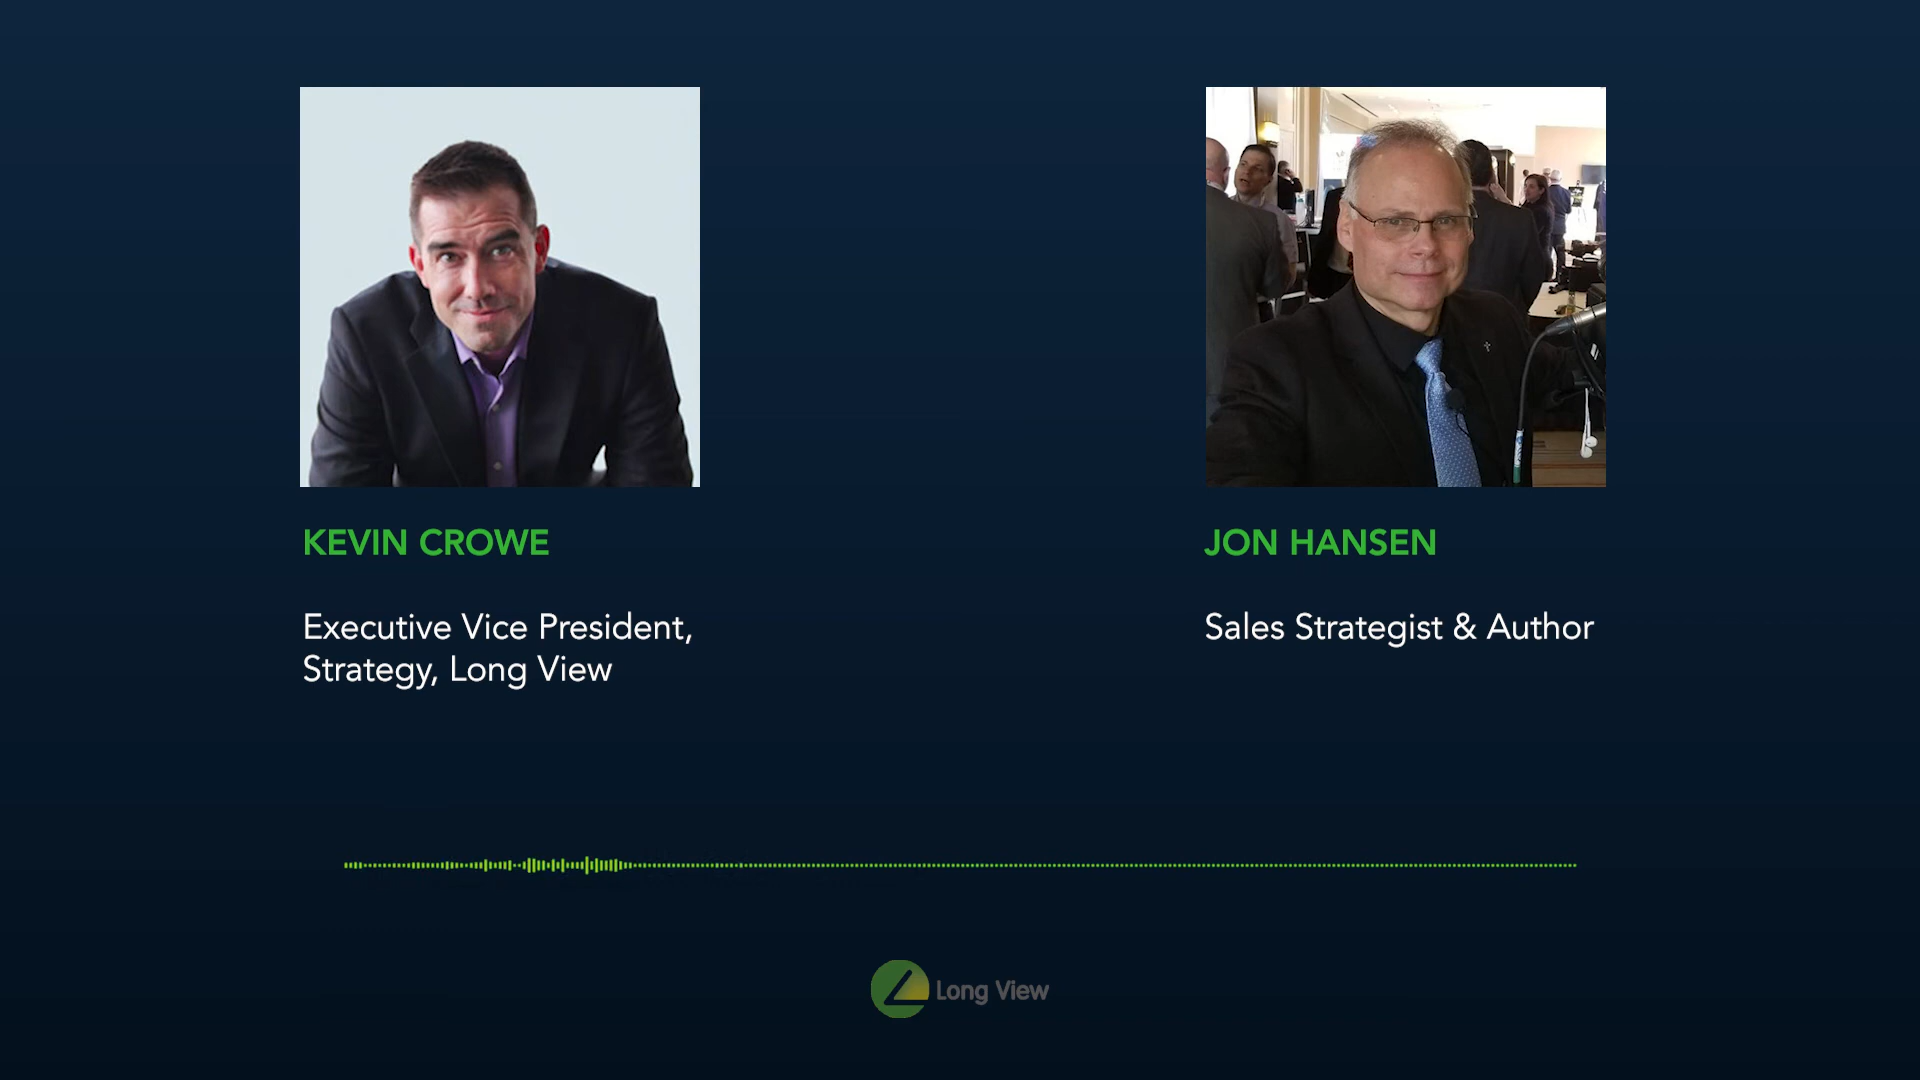 KEVIN CROWE
Executive Vice President,
Strategy, Long View
JON HANSEN
Sales Strategist & Author
Long View